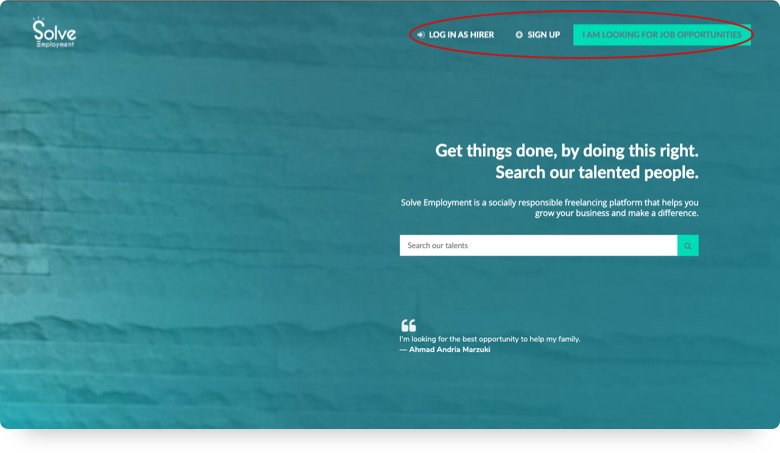 Solve
Employment
LOG IN AS HIRER
SIGN UP
I AM LOOKING FOR JOB OPPORTUNITIES
Get things done, by doing this right.
Search our talented people.
Solve Employment is a socially responsible freelancing platform that helps you
grow your business and make a difference.
Search our talents
“
I'm looking for the best opportunity to help my family.
— Ahmad Andria Marzuki